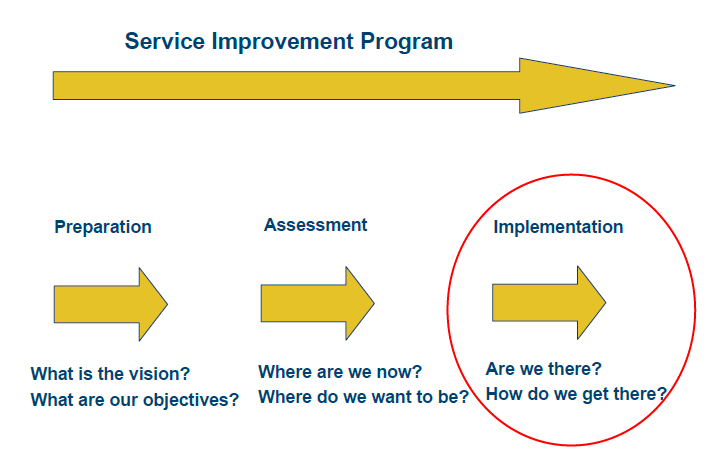 Service Improvement Program
Preparation
Assessment
Implementation
What is the vision?
What are our objectives?
Where are we now?
Where do we want to be?
Are we there?
How do we get there?